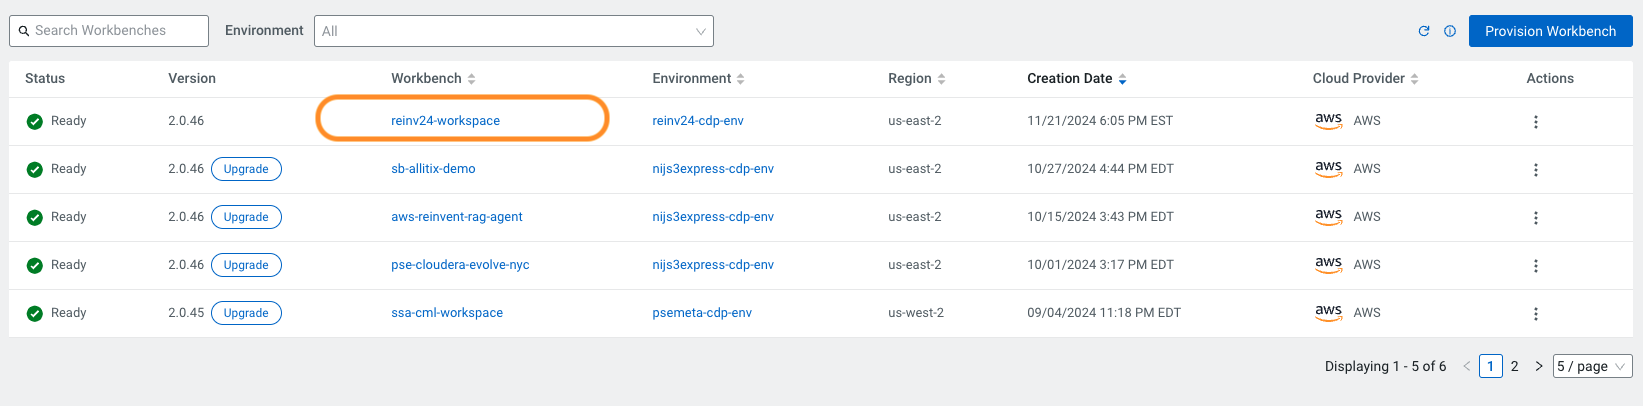 Search Workbenches Environment All Provision Workbench
Status Version Workbench Environment Region Creation Date Cloud Provider Actions
Ready 2.0.46 reinv24-workspace reinv24-cdp-env us-east-2 11/21/2024 6:05 PM EST aws AWS
Ready 2.0.46 Upgrade sb-allitix-demo nijs3express-cdp-env us-east-2 10/27/2024 4:44 PM EDT aws AWS
Ready 2.0.46 Upgrade aws-reinvent-rag-agent nijs3express-cdp-env us-east-2 10/15/2024 3:43 PM EDT aws AWS
Ready 2.0.46 Upgrade pse-cloudera-evolve-nyc nijs3express-cdp-env us-east-2 10/01/2024 3:17 PM EDT aws AWS
Ready 2.0.45 Upgrade ssa-cml-workspace psemeta-cdp-env us-west-2 09/04/2024 11:18 PM EDT aws AWS
Displaying 1 - 5 of 6 < 1 2 > 5 / page